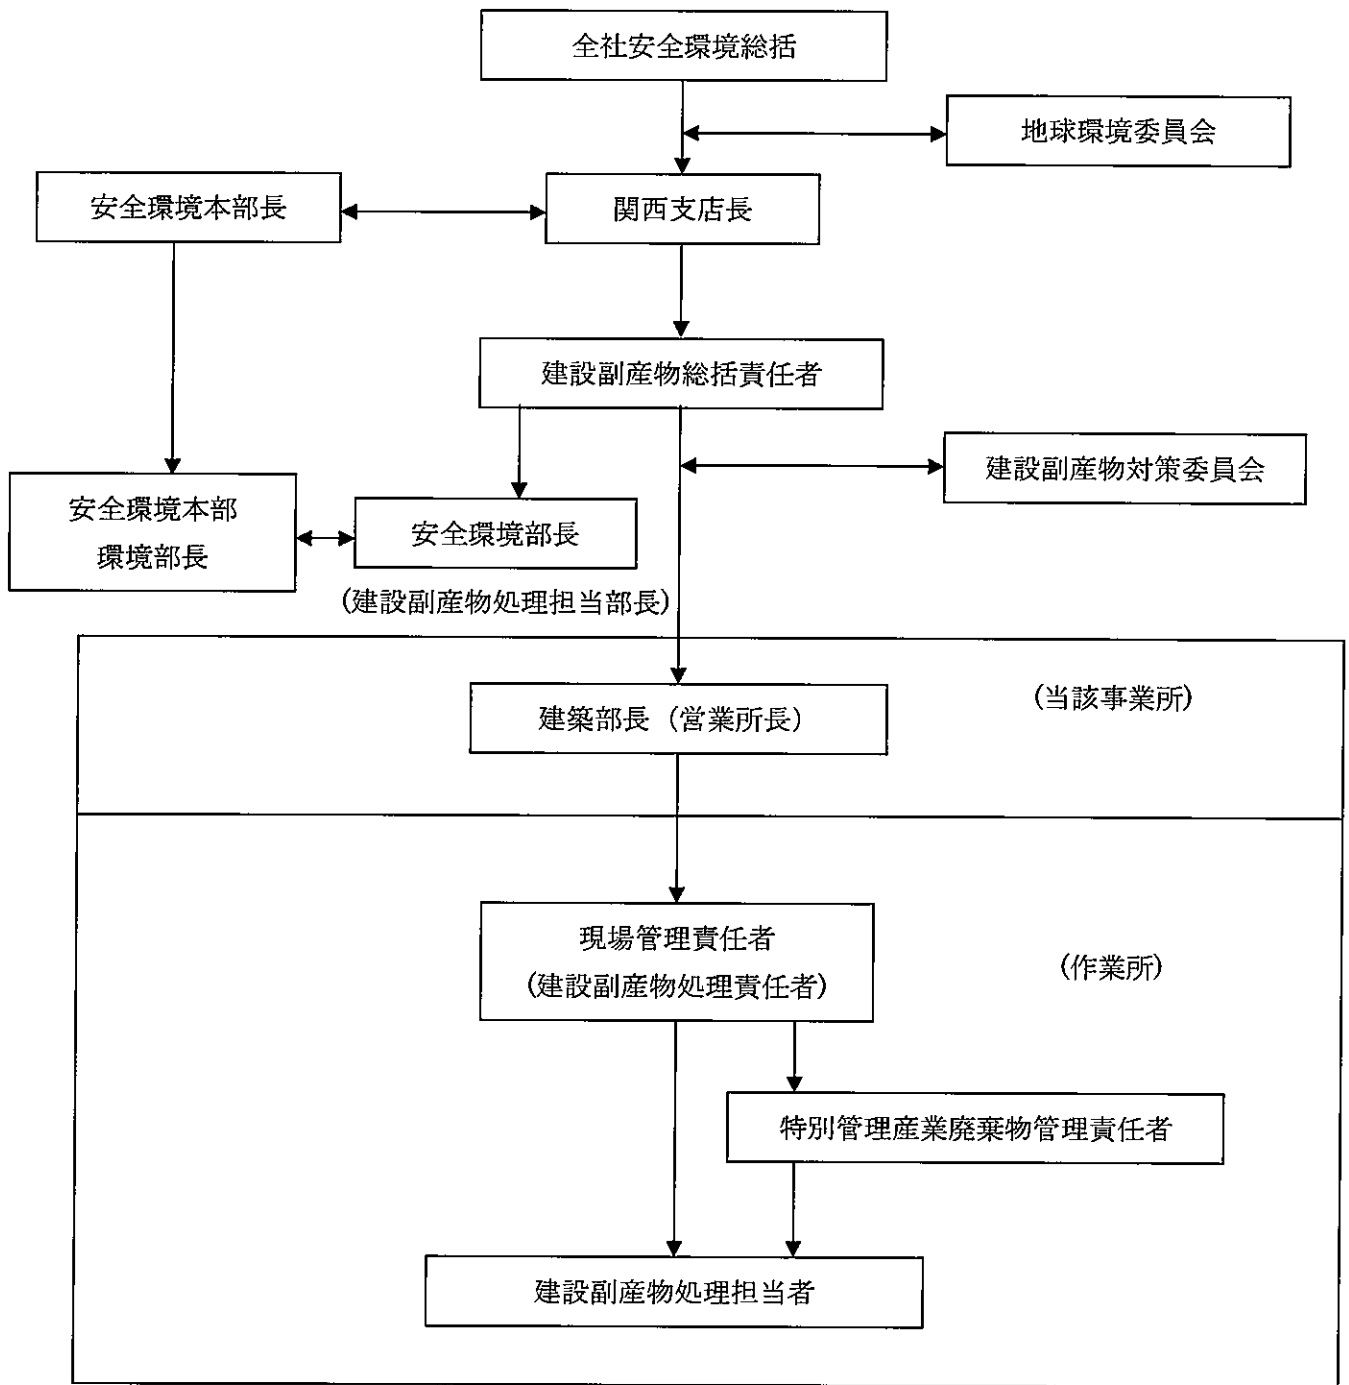 全社安全環境総括
地球環境委員会
安全環境本部長
関西支店長
建設副産物総括責任者
建設副産物対策委員会
安全環境本部
環境部長
安全環境部長
(建設副産物処理担当部長)
(当該事業所)
建築部長（営業所長）
現場管理責任者
(建設副産物処理責任者)
(作業所)
特別管理産業廃棄物管理責任者
建設副産物処理担当者